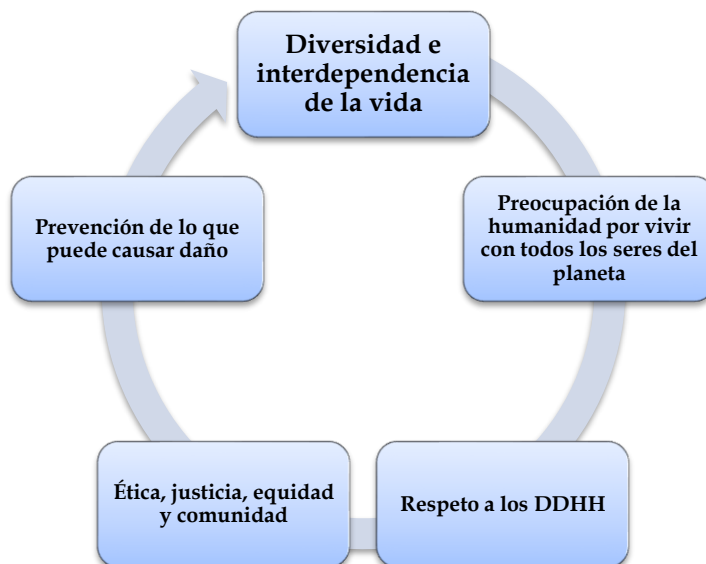 Diversidad e
interdependencia
de la vida
Preocupación de la
humanidad por vivir
con todos los seres del
planeta
Respeto a los DDHH
Ética, justicia, equidad
y comunidad
Prevención de lo que
puede causar daño